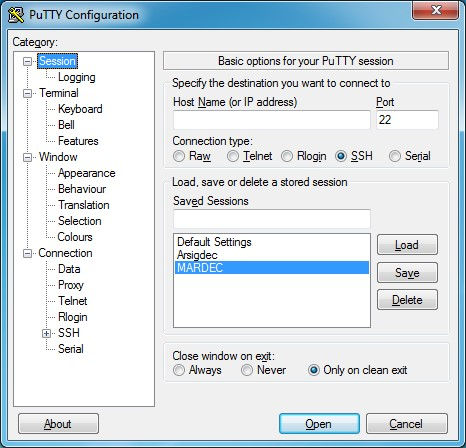 PuTTY Configuration
Category:
Session
Logging
Terminal
Keyboard
Bell
Features
Window
Appearance
Behaviour
Translation
Selection
Colours
Connection
Data
Proxy
Telnet
Rlogin
SSH
Serial
Basic options for your PuTTY session
Specify the destination you want to connect to
Host Name (or IP address) Port
22
Connection type:
Raw Telnet Rlogin SSH Serial
Load, save or delete a stored session
Saved Sessions
Default Settings
Arsigdec
MARDEC
Load
Save
Delete
Close window on exit:
Always Never Only on clean exit
About Open Cancel